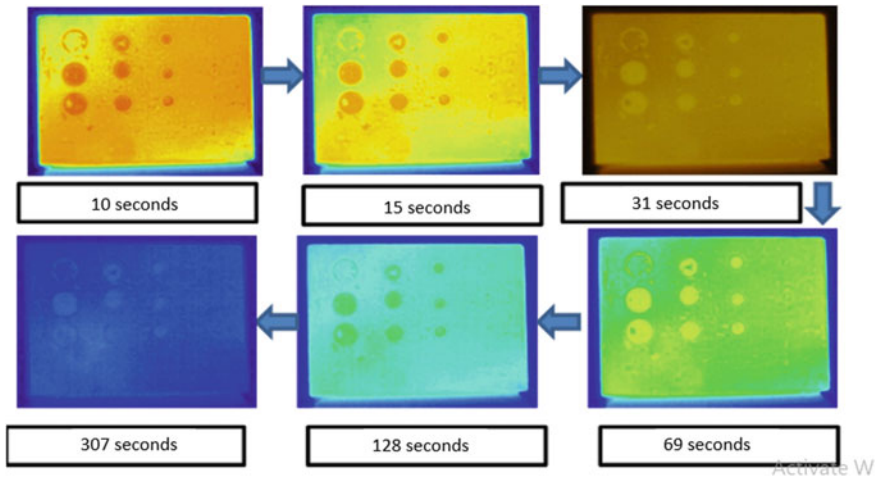 10 seconds
15 seconds
31 seconds
307 seconds
128 seconds
69 seconds
Activate W